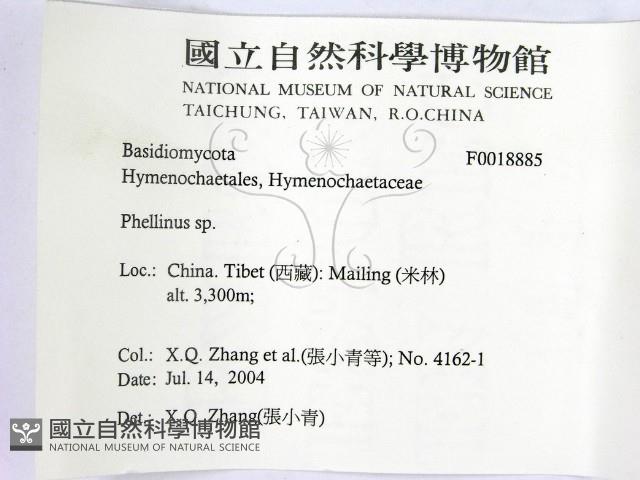 國立自然科學博物館
NATIONAL MUSEUM OF NATURAL SCIENCE
TAICHUNG, TAIWAN, R.O.CHINA
Basidiomycota F0018885
Hymenochaetales, Hymenochaetaceae
Phellinus sp.
Loc.: China. Tibet (西藏): Mailing (米林)
alt. 3,300m;
Col.: X.Q. Zhang et al.(張小青等); No. 4162-1
Date: Jul. 14, 2004
Det.: X.Q. Zhang(張小青)
國立自然科學博物館
NATIONAL MUSEUM OF NATURAL SCIENCE